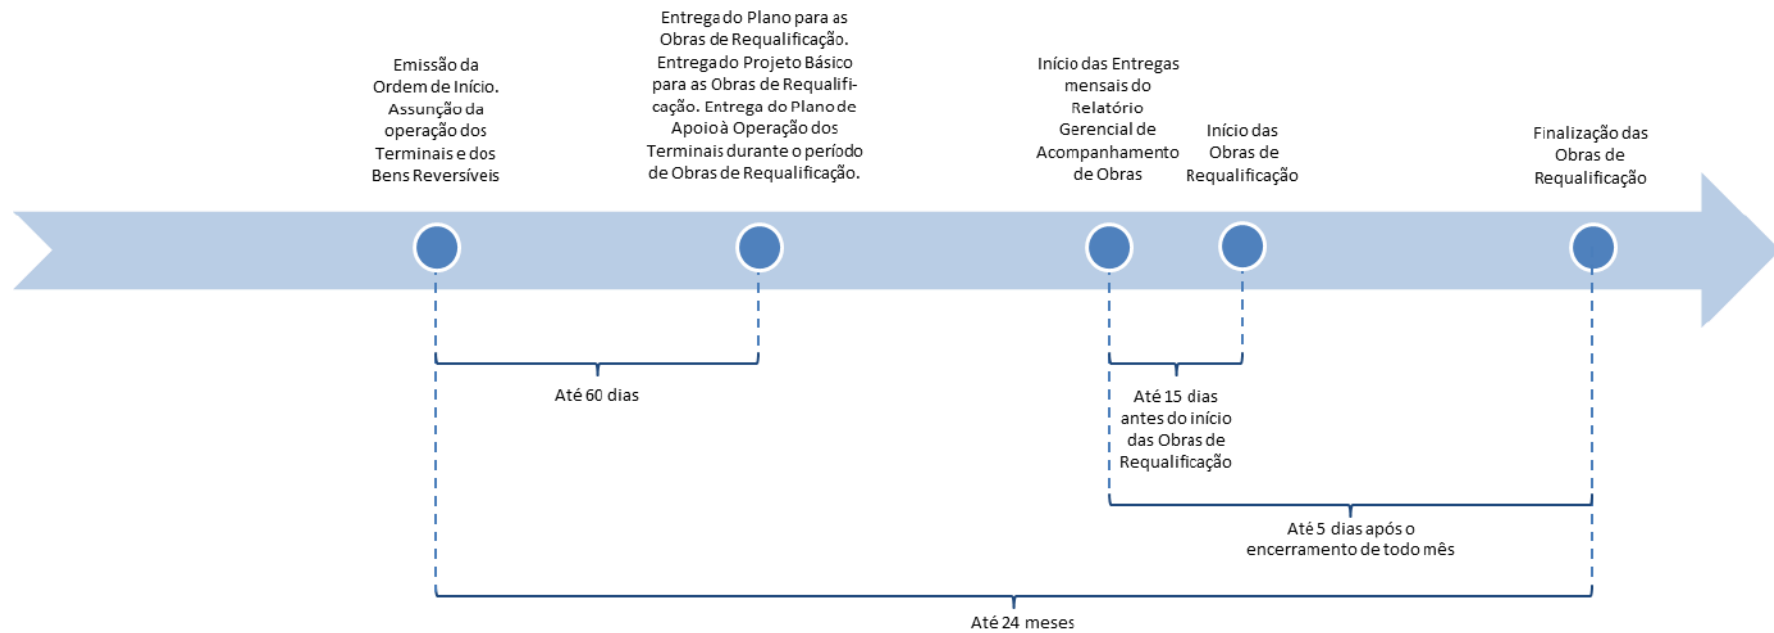 Emissão da
Ordem de Início.
Assunção da
operação dos
Terminais e dos
Bens Reversíveis
Entrega do Plano para as
Obras de Requalificação.
Entrega do Projeto Básico
para as Obras de Requalifi-
cação. Entrega do Plano de
Apoio à Operação dos
Terminais durante o período
de Obras de Requalificação.
Início das Entregas
mensais do
Relatório
Gerencial de
Acompanhamento
de Obras
Início das
Obras de
Requalificação
Finalização das
Obras de
Requalificação
Até 60 dias
Até 15 dias
antes do início
das Obras de
Requalificação
Até 5 dias após o
encerramento de todo mês
Até 24 meses